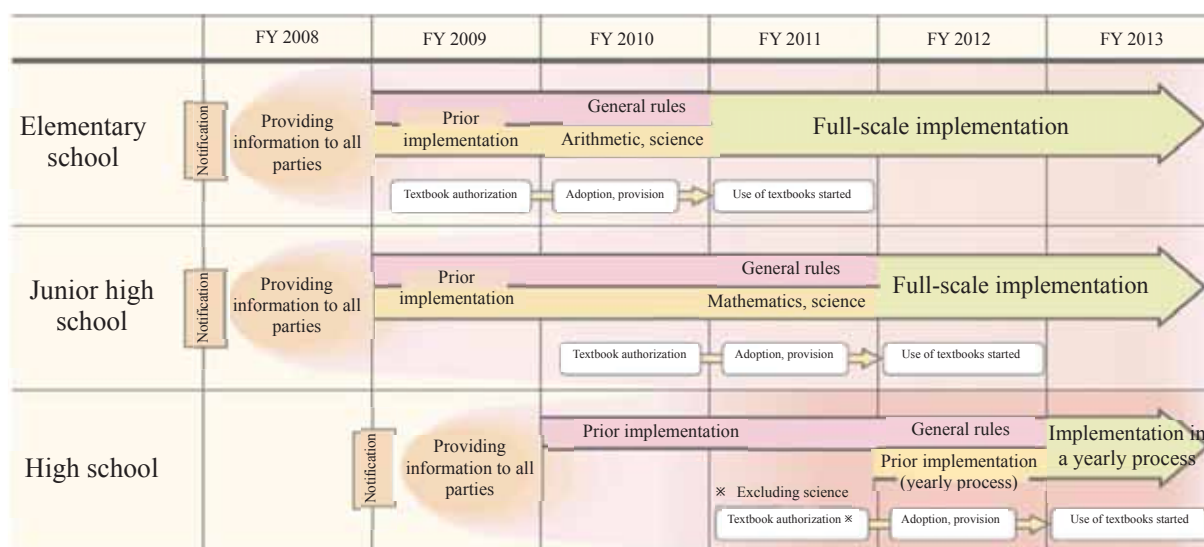 FY 2008
FY 2009
FY 2010
FY 2011
FY 2012
FY 2013
Elementary
school
Notification
Providing
information to all
parties
Prior
implementation
General rules
Arithmetic, science
Full-scale implementation
Textbook authorization
Adoption, provision
Use of textbooks started
Junior high
school
Notification
Providing
information to all
parties
Prior
implementation
General rules
Mathematics, science
Full-scale implementation
Textbook authorization
Adoption, provision
Use of textbooks started
High school
Notification
Providing
information to all
parties
Prior implementation
General rules
Prior implementation
(yearly process)
Implementation in
a yearly process
※ Excluding science
Textbook authorization ※
Adoption, provision
Use of textbooks started